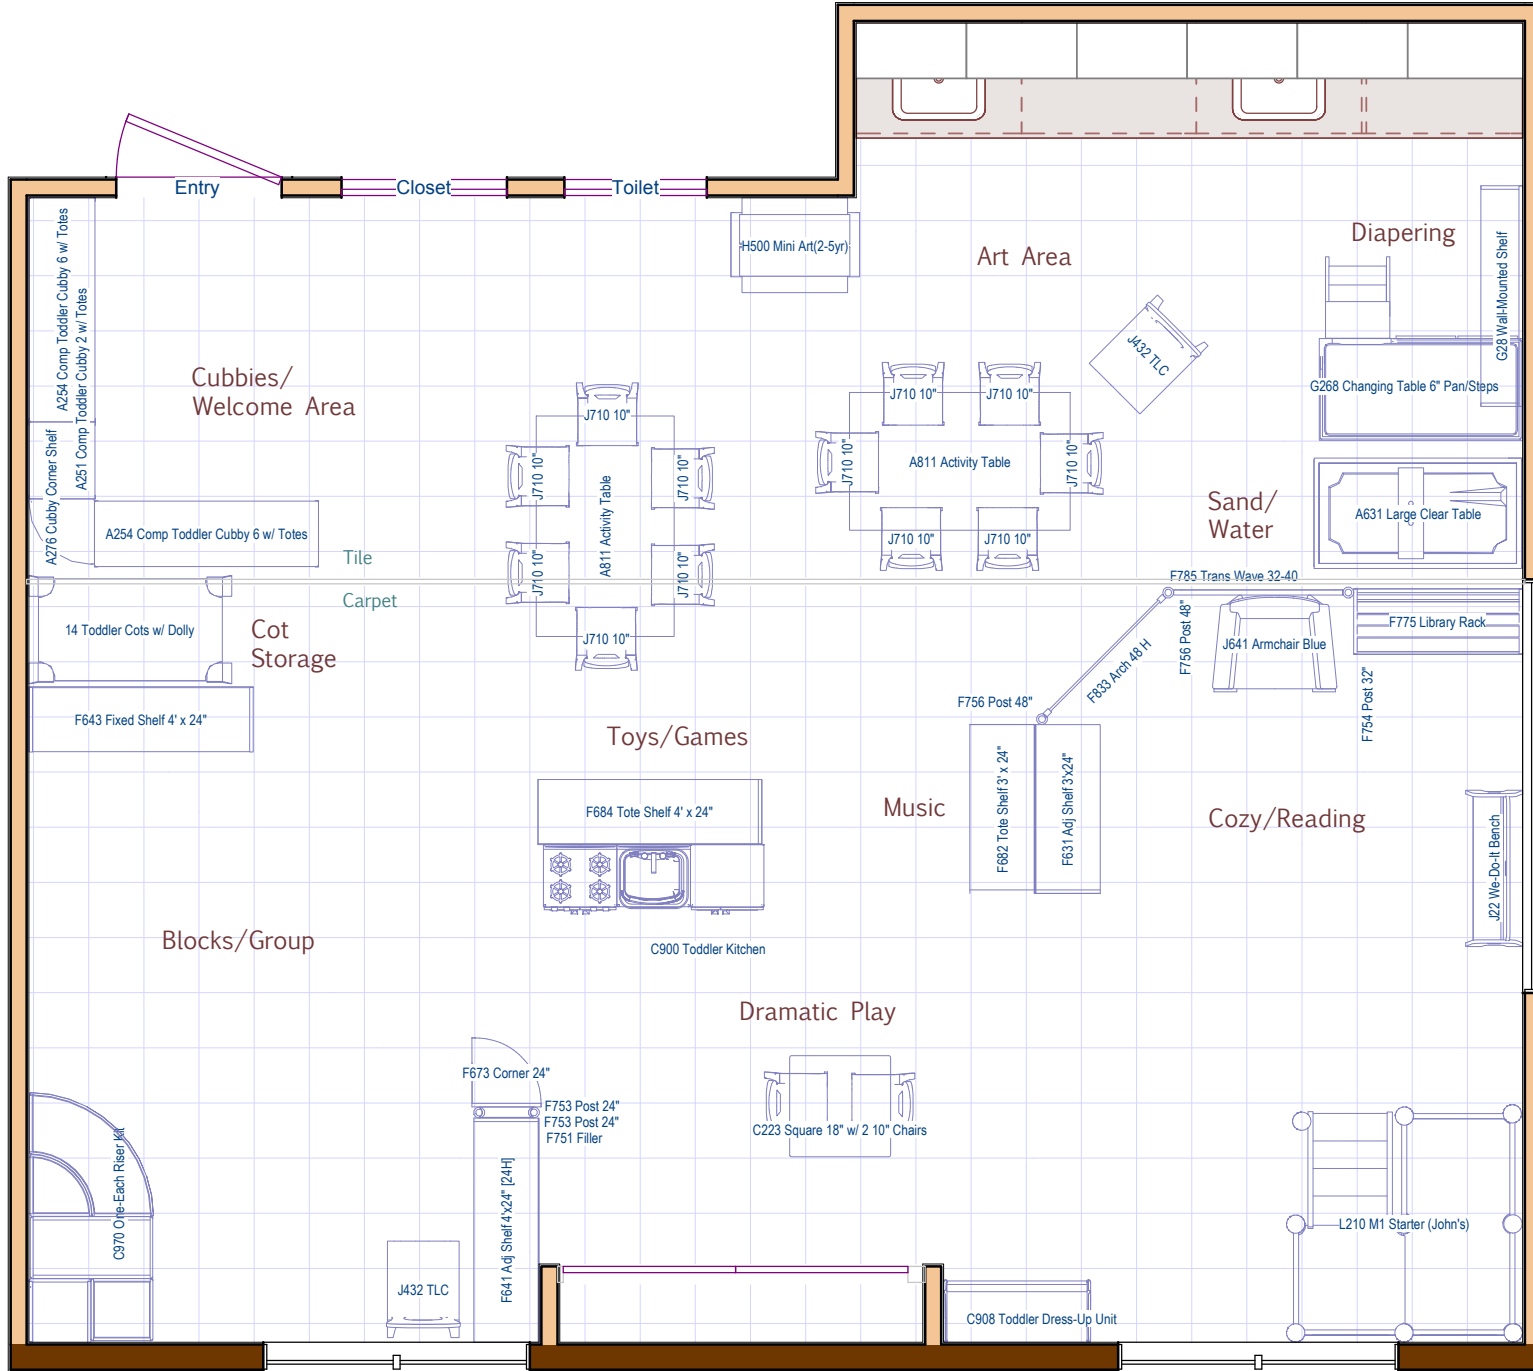 Entry
Closet
Toilet
H500 Mini Art(2-5yr)
Art Area
Diapering
G28 Wall-Mounted Shelf
A254 Comp Toddler Cubby 6 w/ Totes
A251 Comp Toddler Cubby 2 w/ Totes
Cubbies/
Welcome Area
J432 TLC
G268 Changing Table 6" Pan/Steps
J710 10"
J710 10"
J710 10"
J710 10"
J710 10"
A811 Activity Table
J710 10"
J710 10"
J710 10"
J710 10"
J710 10"
A811 Activity Table
J710 10"
J710 10"
J710 10"
A276 Cubby Corner Shelf
A254 Comp Toddler Cubby 6 w/ Totes
Sand/
Water
A631 Large Clear Table
Tile
Carpet
F785 Trans Wave 32-40
14 Toddler Cots w/ Dolly
Cot
Storage
F756 Post 48"
F833 Arch 48 H
J641 Armchair Blue
F775 Library Rack
F643 Fixed Shelf 4' x 24"
F756 Post 48"
F754 Post 32"
Toys/Games
F684 Tote Shelf 4' x 24"
Music
F682 Tote Shelf 3' x 24"
F631 Adj Shelf 3'x24"
Cozy/Reading
J22 We-Do-It Bench
Blocks/Group
C900 Toddler Kitchen
Dramatic Play
F673 Corner 24"
F753 Post 24"
F753 Post 24"
F751 Filler
C223 Square 18" w/ 2 10" Chairs
C970 One-Each Riser Kit
F641 Adj Shelf 4'x24" [24H]
J432 TLC
L210 M1 Starter (John's)
C908 Toddler Dress-Up Unit